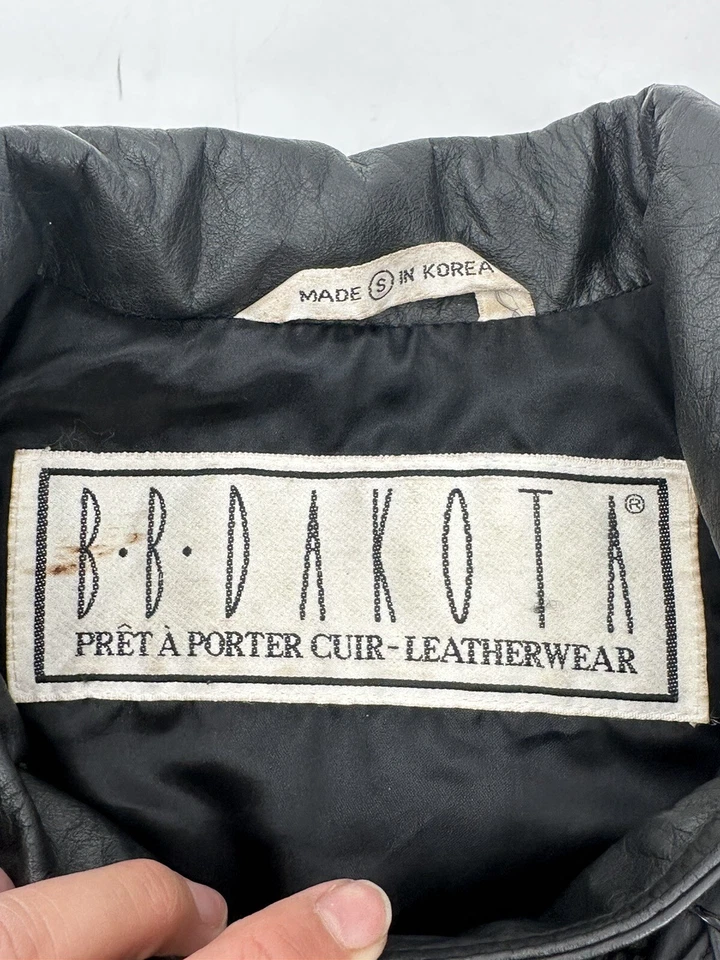 MADE S IN KOREA
B·B·DAKOTA®
PRÊT À PORTER CUIR-LEATHERWEAR